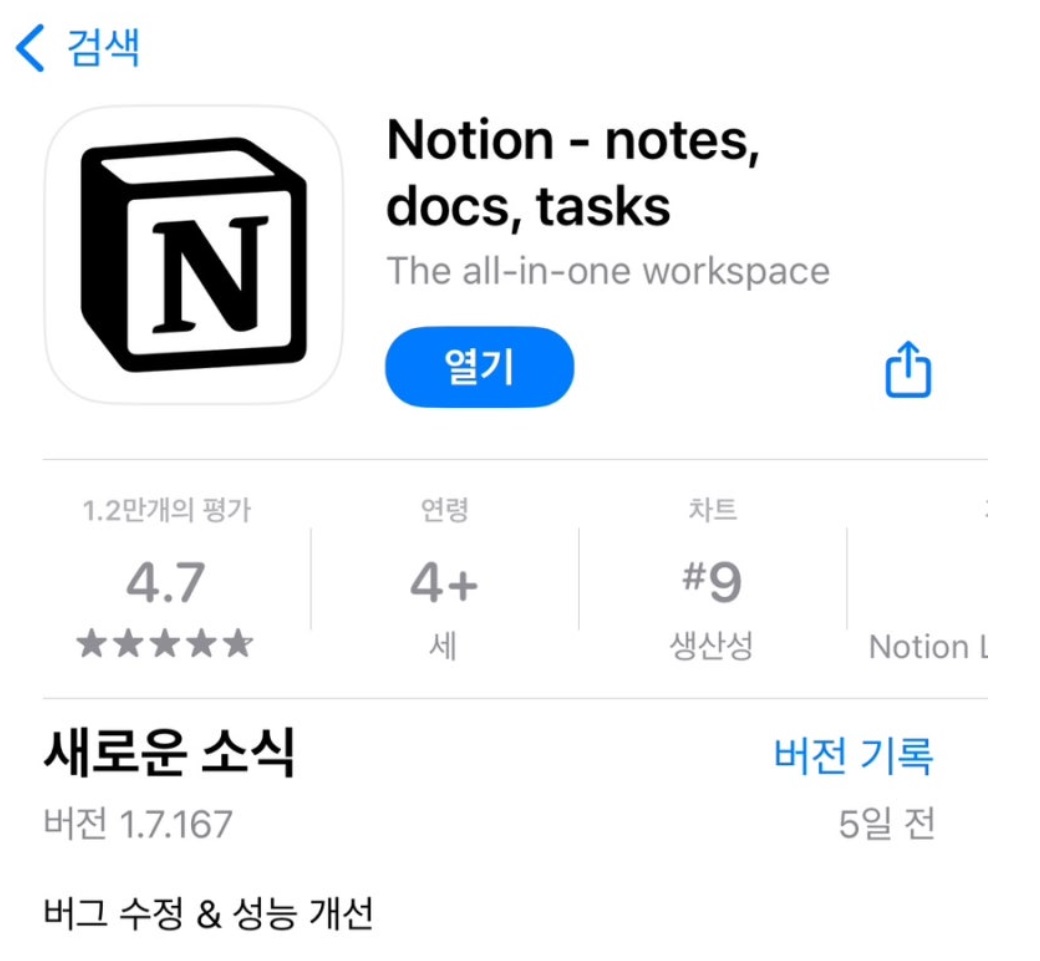 검색
N
Notion - notes,
docs, tasks
The all-in-one workspace
열기
1.2만개의 평가
연령
차트
4.7
4+
#9
★★★★★
세
생산성
Notion
새로운 소식
버전 기록
버전 1.7.167
5일 전
버그 수정 & 성능 개선